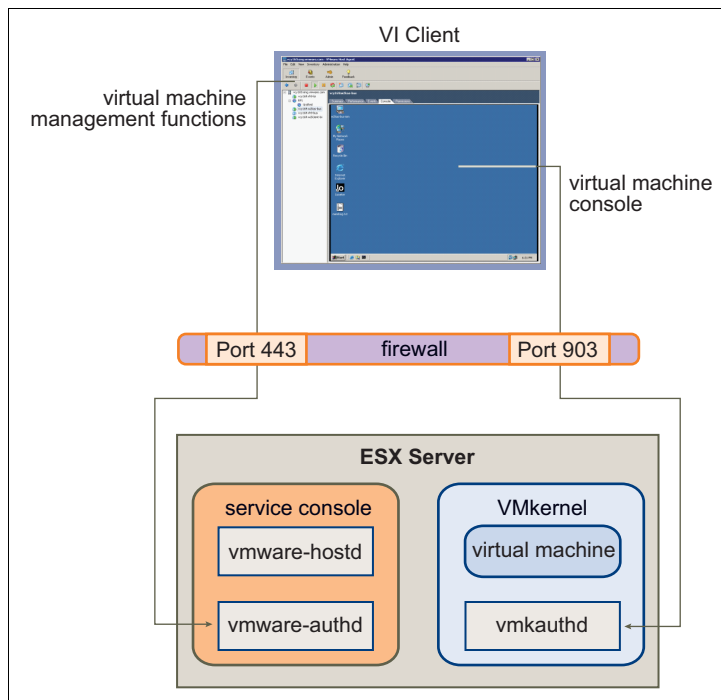 VI Client
virtual machine
management functions
virtual machine
console
Port 443
firewall
Port 903
ESX Server
service console
VMkernel
vmware-hostd
virtual machine
vmware-authd
vmkauthd